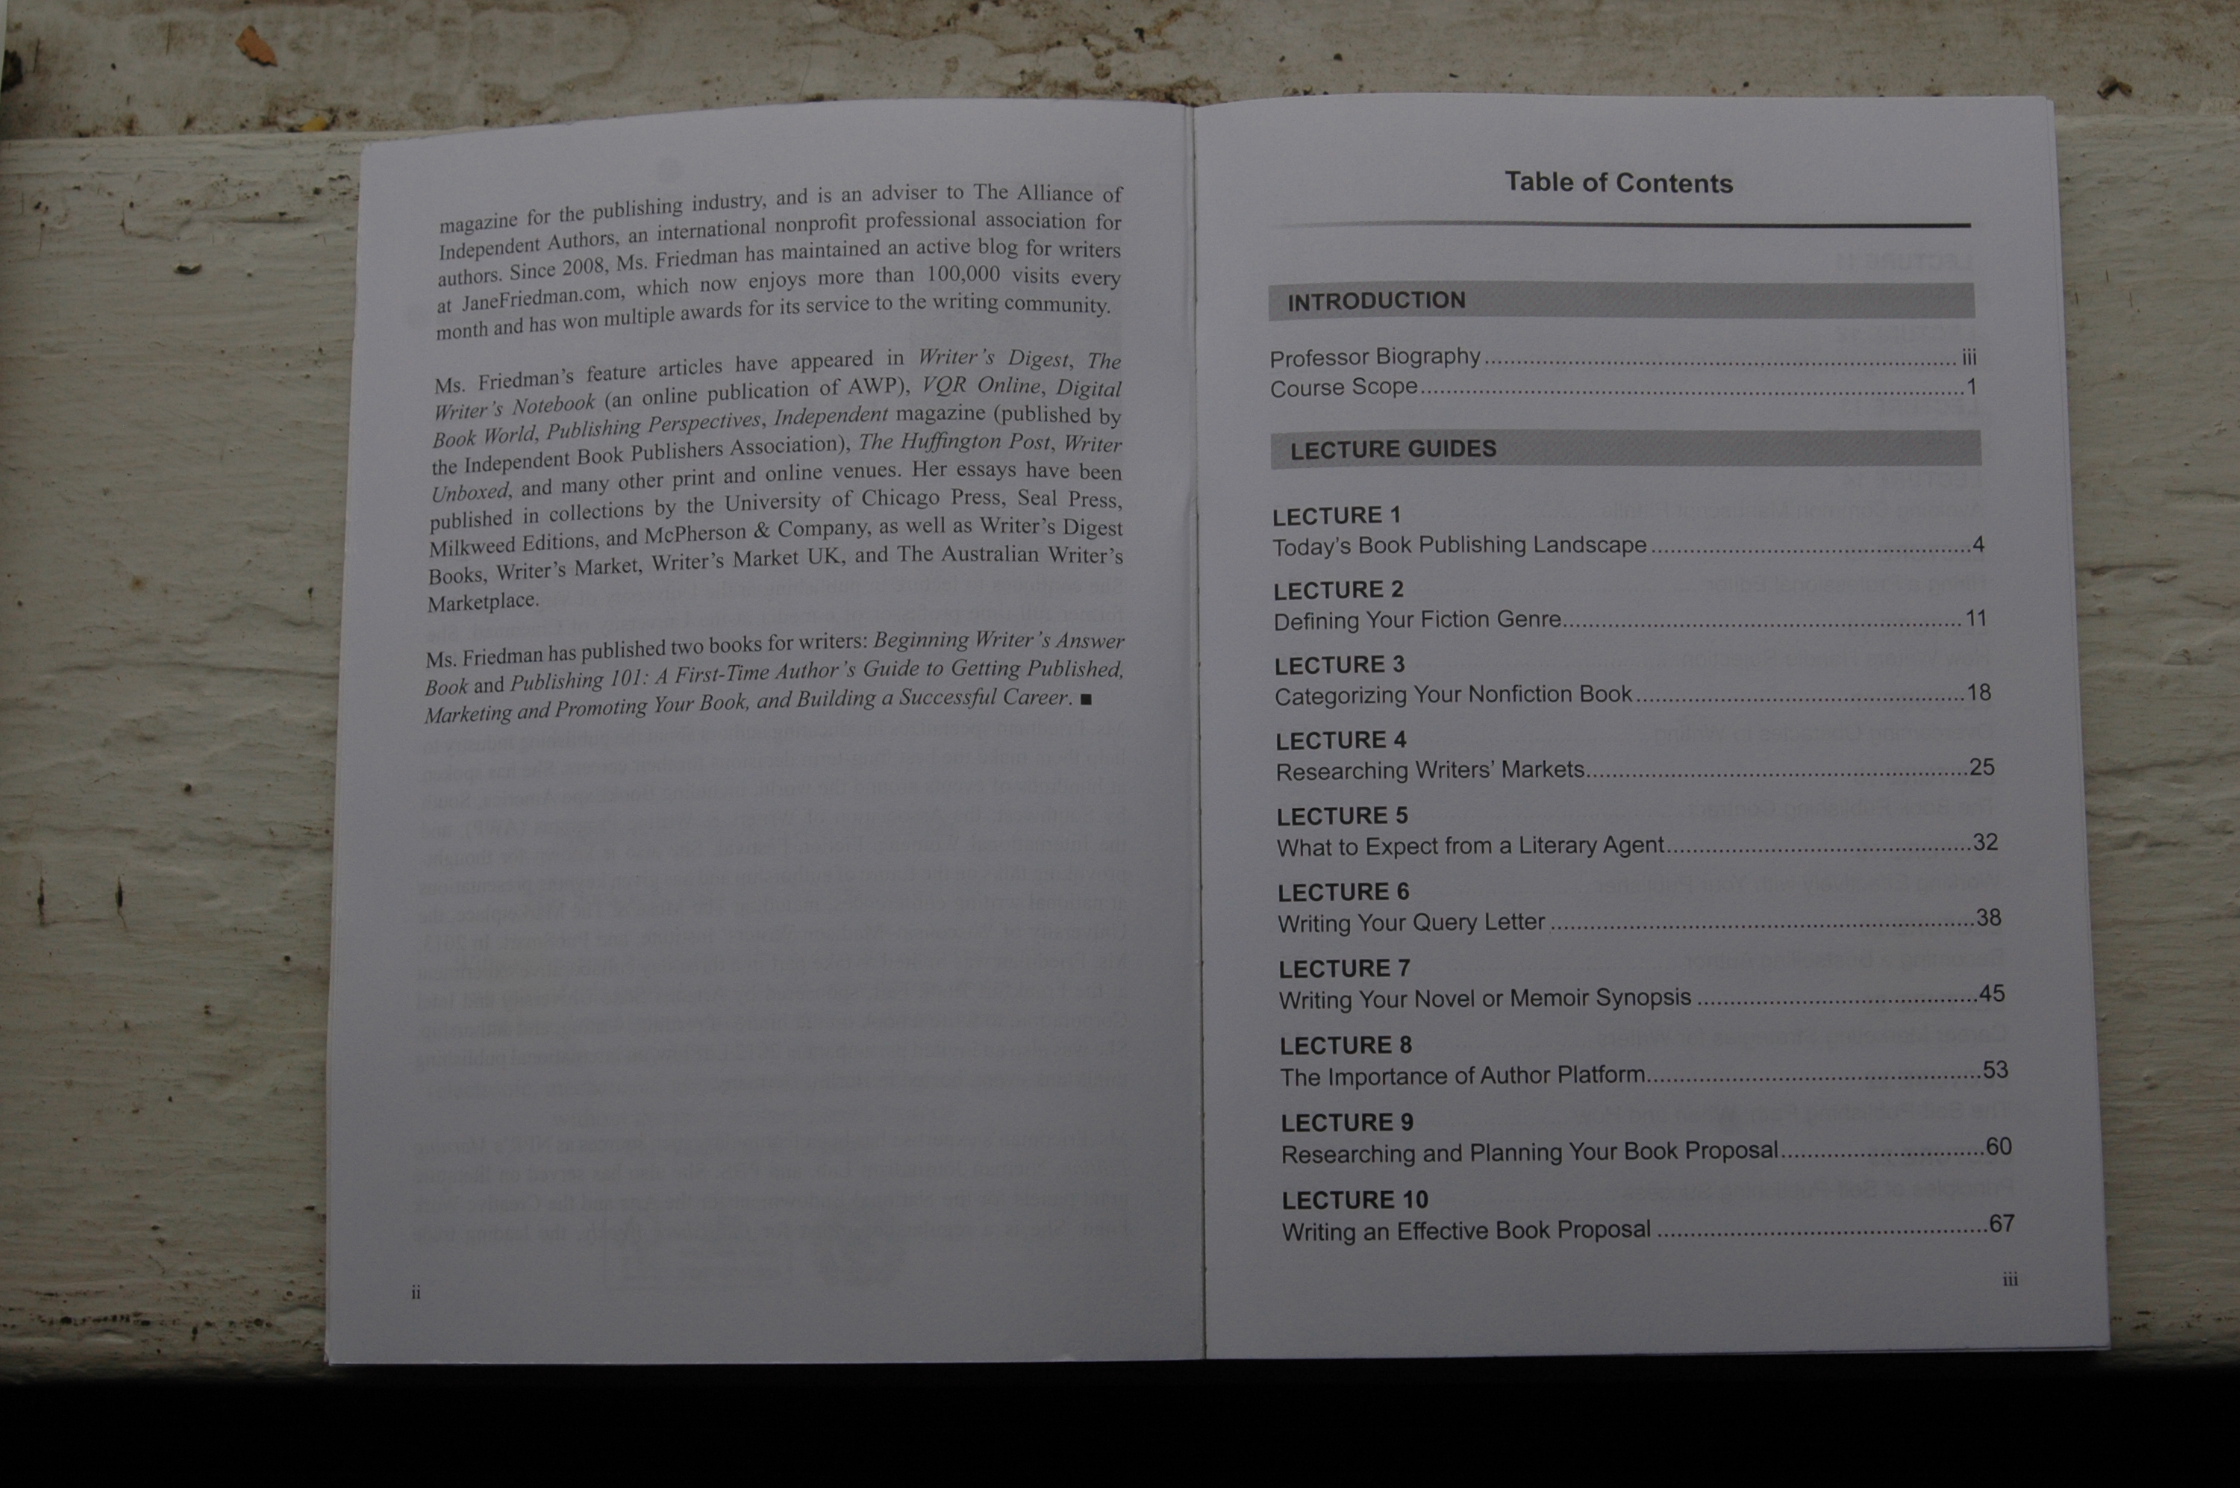 magazine for the publishing industry, and is an adviser to The Alliance of
Independent Authors, an international nonprofit professional association for
authors. Since 2008, Ms. Friedman has maintained an active blog for writers
at JaneFriedman.com, which now enjoys more than 100,000 visits every
month and has won multiple awards for its service to the writing community.
Ms. Friedman's feature articles have appeared in Writer's Digest, The
Writer's Notebook (an online publication of AWP), VQR Online, Digital
Book World, Publishing Perspectives, Independent magazine (published by
the Independent Book Publishers Association), The Huffington Post, Writer
Unboxed, and many other print and online venues. Her essays have been
published in collections by the University of Chicago Press, Seal Press,
Milkweed Editions, and McPherson & Company, as well as Writer's Digest
Books, Writer's Market, Writer's Market UK, and The Australian Writer's
Marketplace.
Ms. Friedman has published two books for writers: Beginning Writer's Answer
Book and Publishing 101: A First-Time Author's Guide to Getting Published,
Marketing and Promoting Your Book, and Building a Successful Career. ■
ii
Table of Contents
INTRODUCTION
Professor Biography.......... iii
Course Scope..........1
LECTURE GUIDES
LECTURE 1
Today's Book Publishing Landscape..........4
LECTURE 2
Defining Your Fiction Genre..........11
LECTURE 3
Categorizing Your Nonfiction Book..........18
LECTURE 4
Researching Writers' Markets..........25
LECTURE 5
What to Expect from a Literary Agent..........32
LECTURE 6
Writing Your Query Letter..........38
LECTURE 7
Writing Your Novel or Memoir Synopsis..........45
LECTURE 8
The Importance of Author Platform..........53
LECTURE 9
Researching and Planning Your Book Proposal..........60
LECTURE 10
Writing an Effective Book Proposal..........67
iii